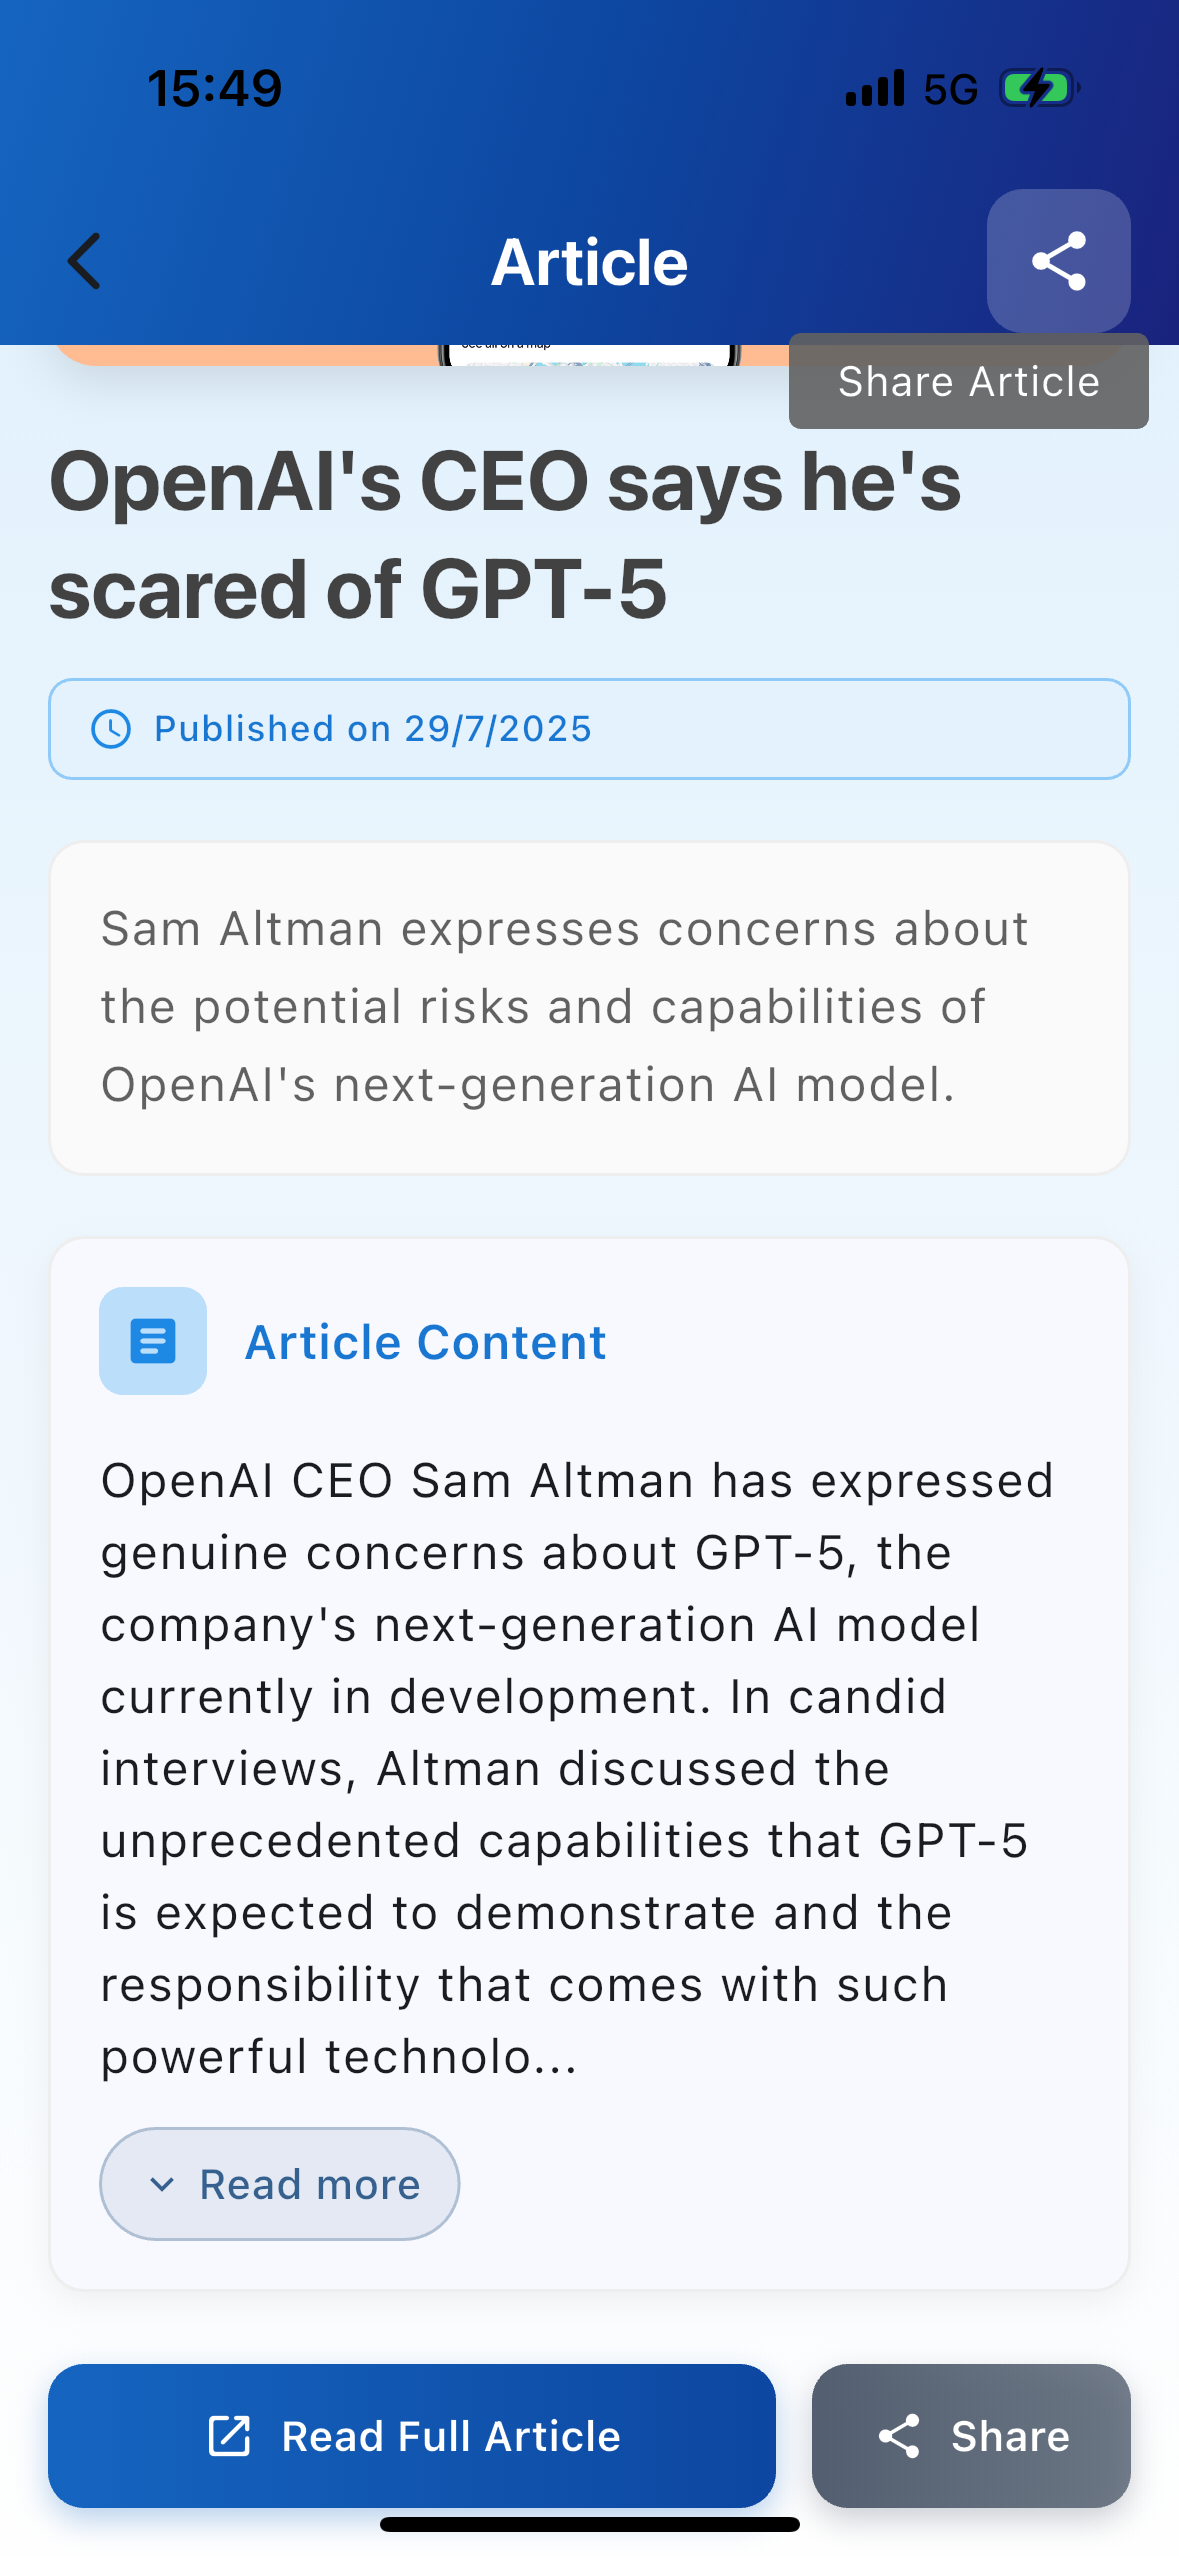 15:49
5G
Article
See all on a map
Share Article
OpenAI's CEO says he's
scared of GPT-5
Published on 29/7/2025
Sam Altman expresses concerns about
the potential risks and capabilities of
OpenAI's next-generation AI model.
Article Content
OpenAI CEO Sam Altman has expressed
genuine concerns about GPT-5, the
company's next-generation AI model
currently in development. In candid
interviews, Altman discussed the
unprecedented capabilities that GPT-5
is expected to demonstrate and the
responsibility that comes with such
powerful technolo...
Read more
Read Full Article
Share